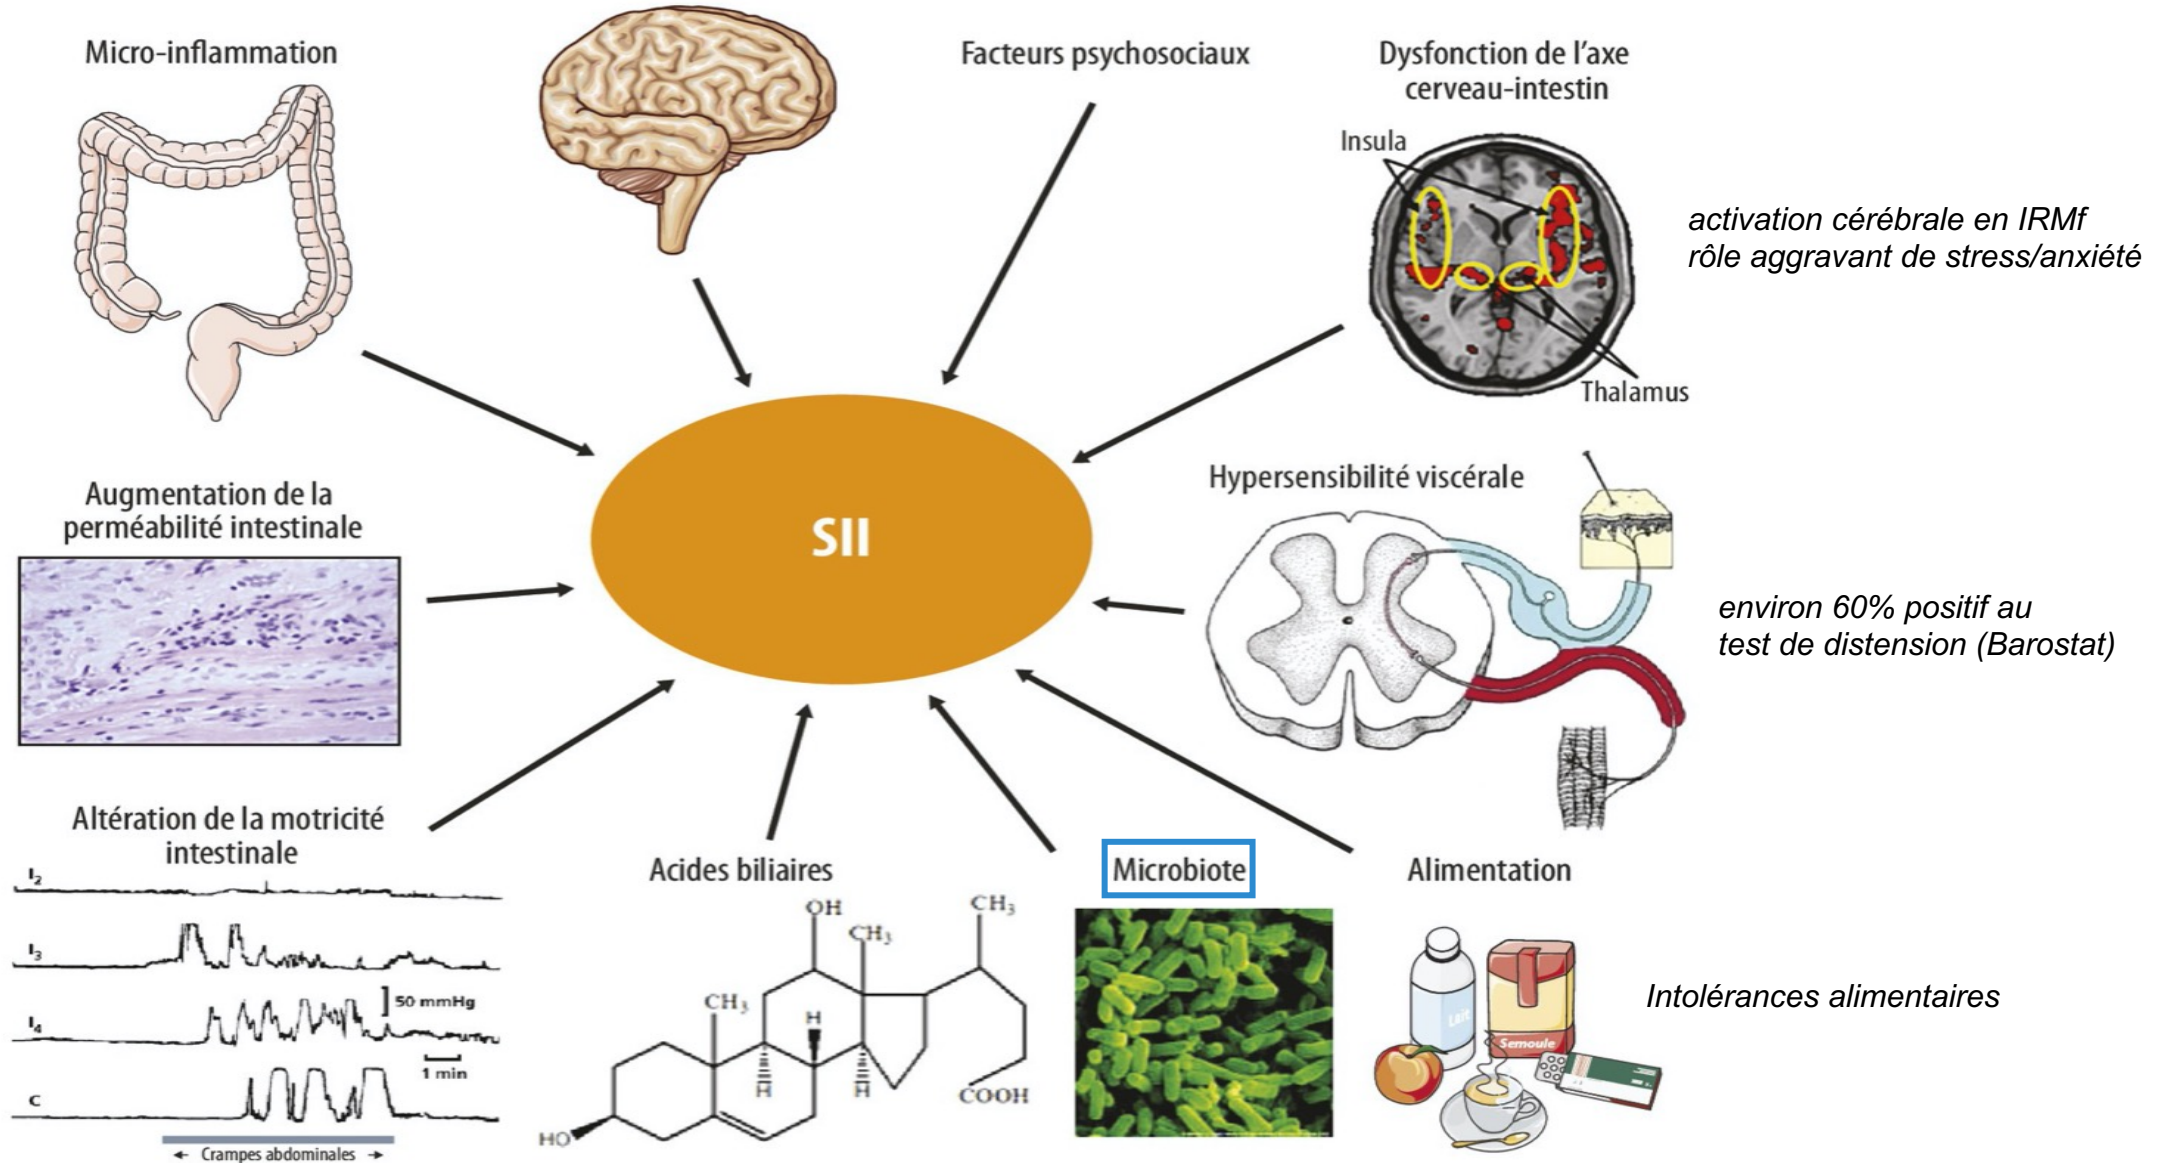 Micro-inflammation
Facteurs psychosociaux
Dysfonction de l'axe
cerveau-intestin
Insula
Thalamus
activation cérébrale en IRMf
rôle aggravant de stress/anxiété
Augmentation de la
perméabilité intestinale
SII
Hypersensibilité viscérale
environ 60% positif au
test de distension (Barostat)
Altération de la motricité
intestinale
I2
I3
I4
C
50 mmHg
1 min
← Crampes abdominales →
Acides biliaires
OH
CH3
CH3
CH3
H
H
H
COOH
HO
Microbiote
Alimentation
Lait
Semoule
Intolérances alimentaires